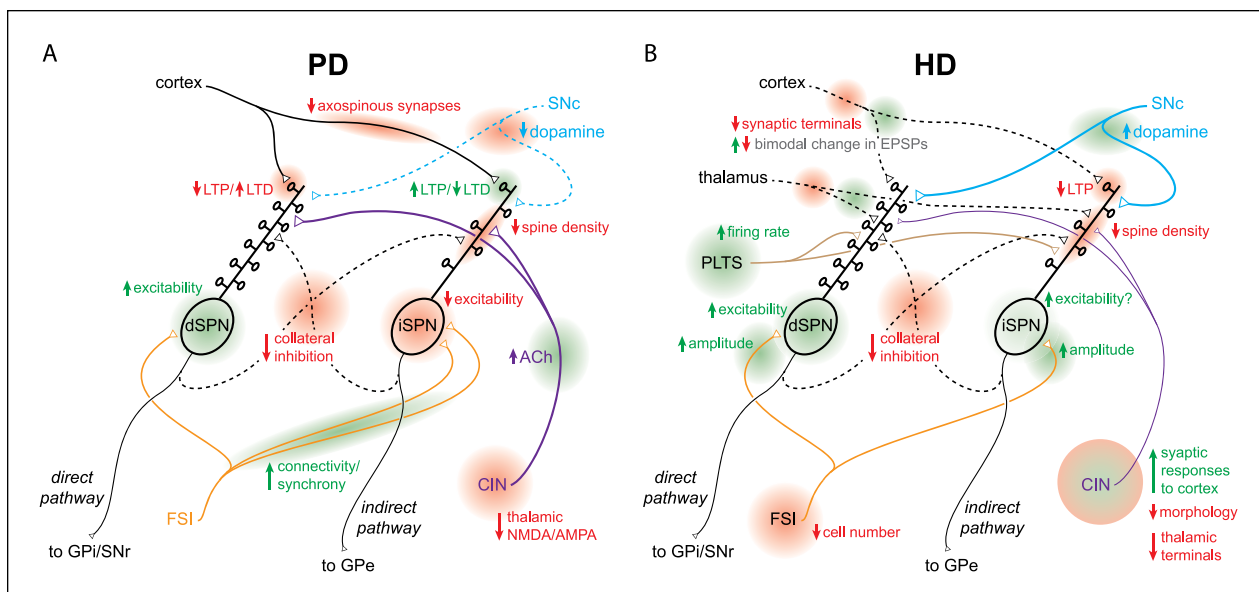 A
PD
cortex
↓ axospinous synapses
SNc
↓ dopamine
↓ LTP/ ↑ LTD
↑ LTP/ ↓ LTD
↓ spine density
↑ excitability
↓ excitability
dSPN
iSPN
↓ collateral
inhibition
↑ ACh
↑ connectivity/
synchrony
direct
pathway
FSI
indirect
pathway
CIN
↓ thalamic
NMDA/AMPA
to GPi/SNr
to GPe
B
HD
cortex
↓ synaptic terminals
↑ ↓ bimodal change in EPSPs
SNc
↑ dopamine
thalamus
↓ LTP
↑ firing rate
PLTS
↓ spine density
↑ excitability
↑ excitability?
dSPN
iSPN
↑ amplitude
↓ collateral
inhibition
↑ amplitude
direct
pathway
FSI
↓ cell number
indirect
pathway
CIN
↑ syaptic
responses
to cortex
↓ morphology
↓ thalamic
terminals
to GPi/SNr
to GPe